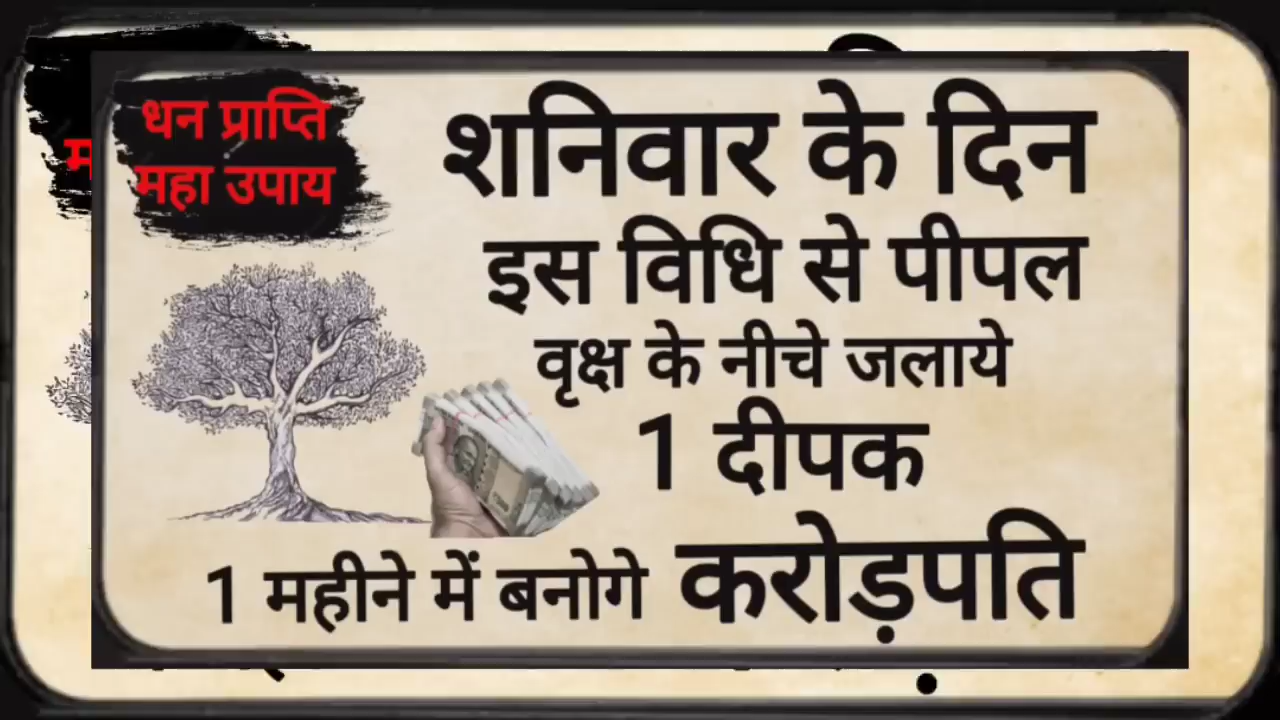 धन प्राप्ति
महा उपाय
शनिवार के दिन
इस विधि से पीपल
वृक्ष के नीचे जलाये
1 दीपक
1 महीने में बनोगे करोड़पति